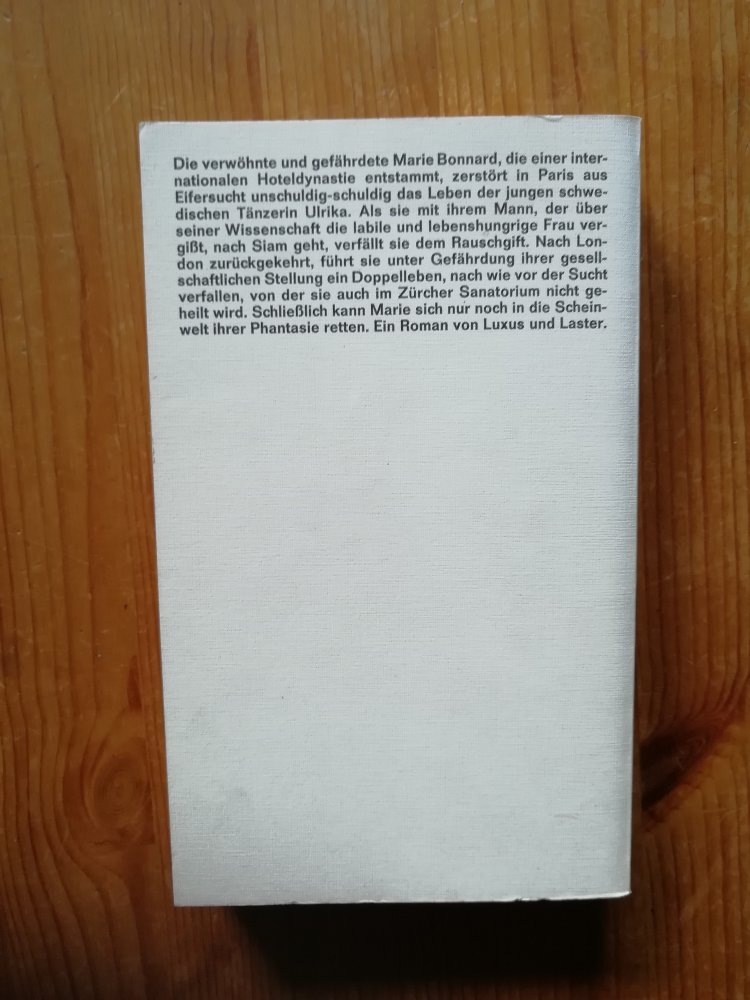 Die verwöhnte und gefährdete Marie Bonnard, die einer inter-
nationalen Hoteldynastie entstammt, zerstört in Paris aus
Eifersucht unschuldig-schuldig das Leben der jungen schwe-
dischen Tänzerin Ulrika. Als sie mit ihrem Mann, der über
seiner Wissenschaft die labile und lebenshungrige Frau ver-
gißt, nach Siam geht, verfällt sie dem Rauschgift. Nach Lon-
don zurückgekehrt, führt sie unter Gefährdung ihrer gesell-
schaftlichen Stellung ein Doppelleben, nach wie vor der Sucht
verfallen, von der sie auch im Zürcher Sanatorium nicht ge-
heilt wird. Schließlich kann Marie sich nur noch in die Schein-
welt ihrer Phantasie retten. Ein Roman von Luxus und Laster.